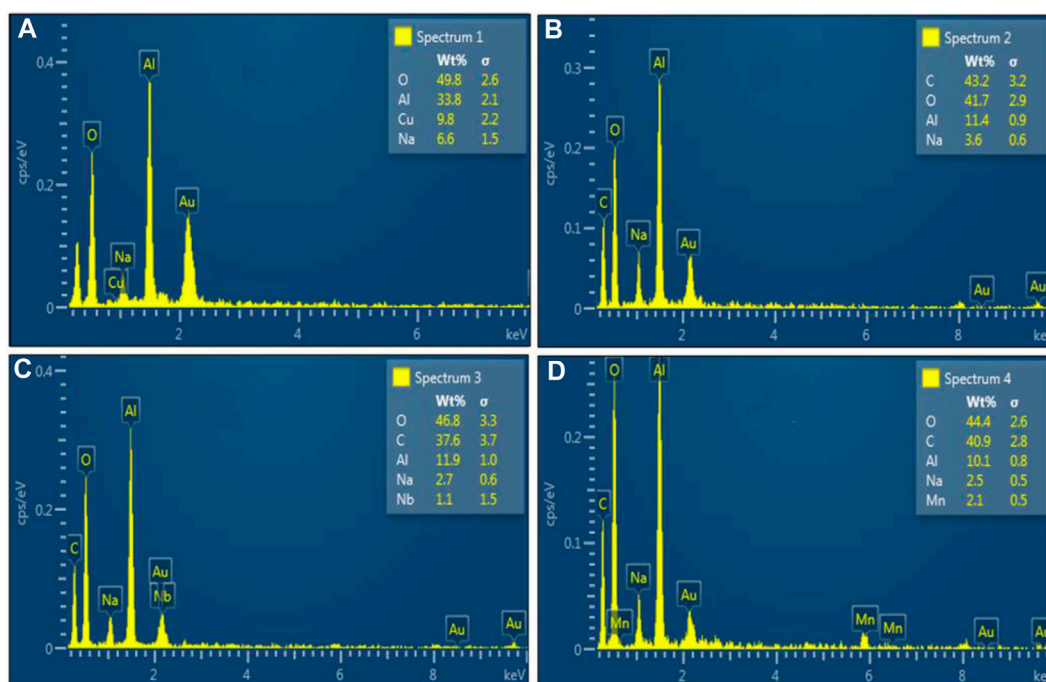 A
Spectrum 1
Wt% σ
O 49.8 2.6
Al 33.8 2.1
Cu 9.8 2.2
Na 6.6 1.5
cps/eV
0.4
0.2
0
O
Cu
Na
Al
Au
2 4 6
keV
B
Spectrum 2
Wt% σ
C 43.2 3.2
O 41.7 2.9
Al 11.4 0.9
Na 3.6 0.6
cps/eV
0.3
0.2
0.1
0
C
O
Na
Al
Au
Au
Au
2 4 6 8
keV
C
Spectrum 3
Wt% σ
O 46.8 3.3
C 37.6 3.7
Al 11.9 1.0
Na 2.7 0.6
Nb 1.1 1.5
cps/eV
0.4
0.2
0
C
O
Na
Al
Au
Nb
Au
Au
2 4 6 8
keV
D
Spectrum 4
Wt% σ
O 44.4 2.6
C 40.9 2.8
Al 10.1 0.8
Na 2.5 0.5
Mn 2.1 0.5
cps/eV
0.2
0.1
0
C
O
Mn
Na
Al
Au
Mn
Mn
Au
2 4 6 8